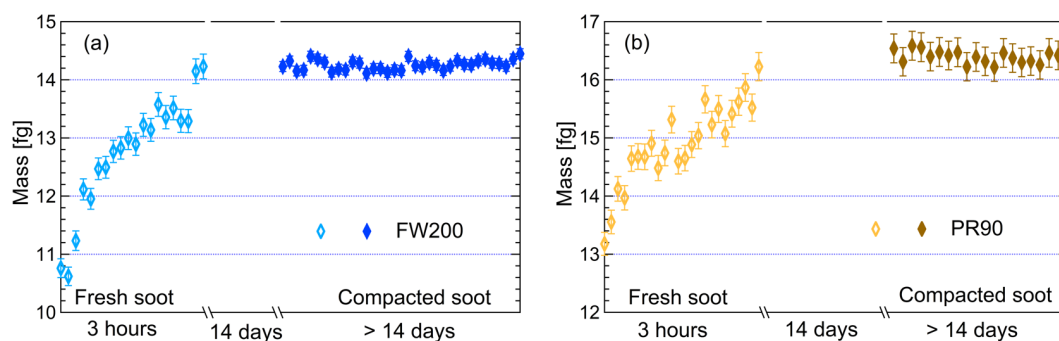 (a)
Mass [fg]
15
14
13
12
11
10
FW200
Fresh soot
Compacted soot
3 hours
14 days
> 14 days
(b)
Mass [fg]
17
16
15
14
13
12
PR90
Fresh soot
Compacted soot
3 hours
14 days
> 14 days